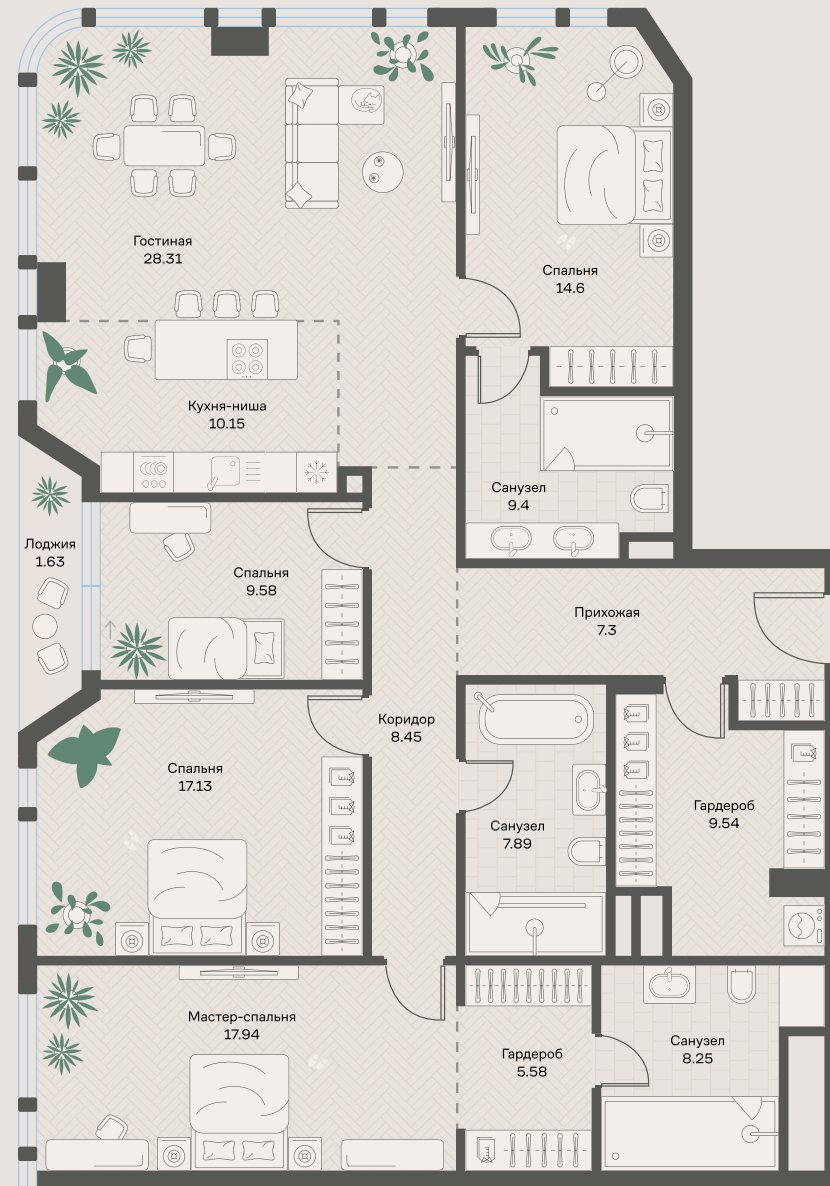 Гостиная
28.31
Спальня
14.6
Кухня-ниша
10.15
Санузел
9.4
Лоджия
1.63
Спальня
9.58
Прихожая
7.3
Коридор
8.45
Спальня
17.13
Санузел
7.89
Гардероб
9.54
Мастер-спальня
17.94
Гардероб
5.58
Санузел
8.25